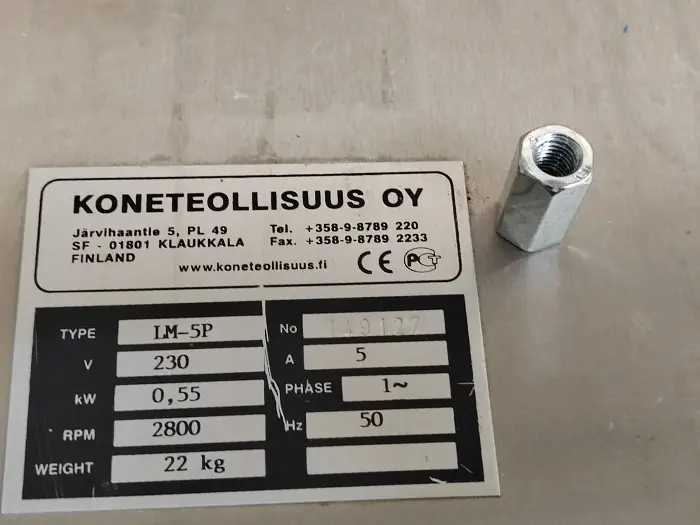 KONETEOLLISUUS OY
Järvihaantie 5, PL 49 Tel. +358-9-8789 220
SF - 01801 KLAUKKALA Fax. +358-9-8789 2233
FINLAND
www.koneteollisuus.fi CE PCT
TYPE LM-5P No 149127
V 230 A 5
kW 0,55 PHASE 1~
RPM 2800 Hz 50
WEIGHT 22 kg